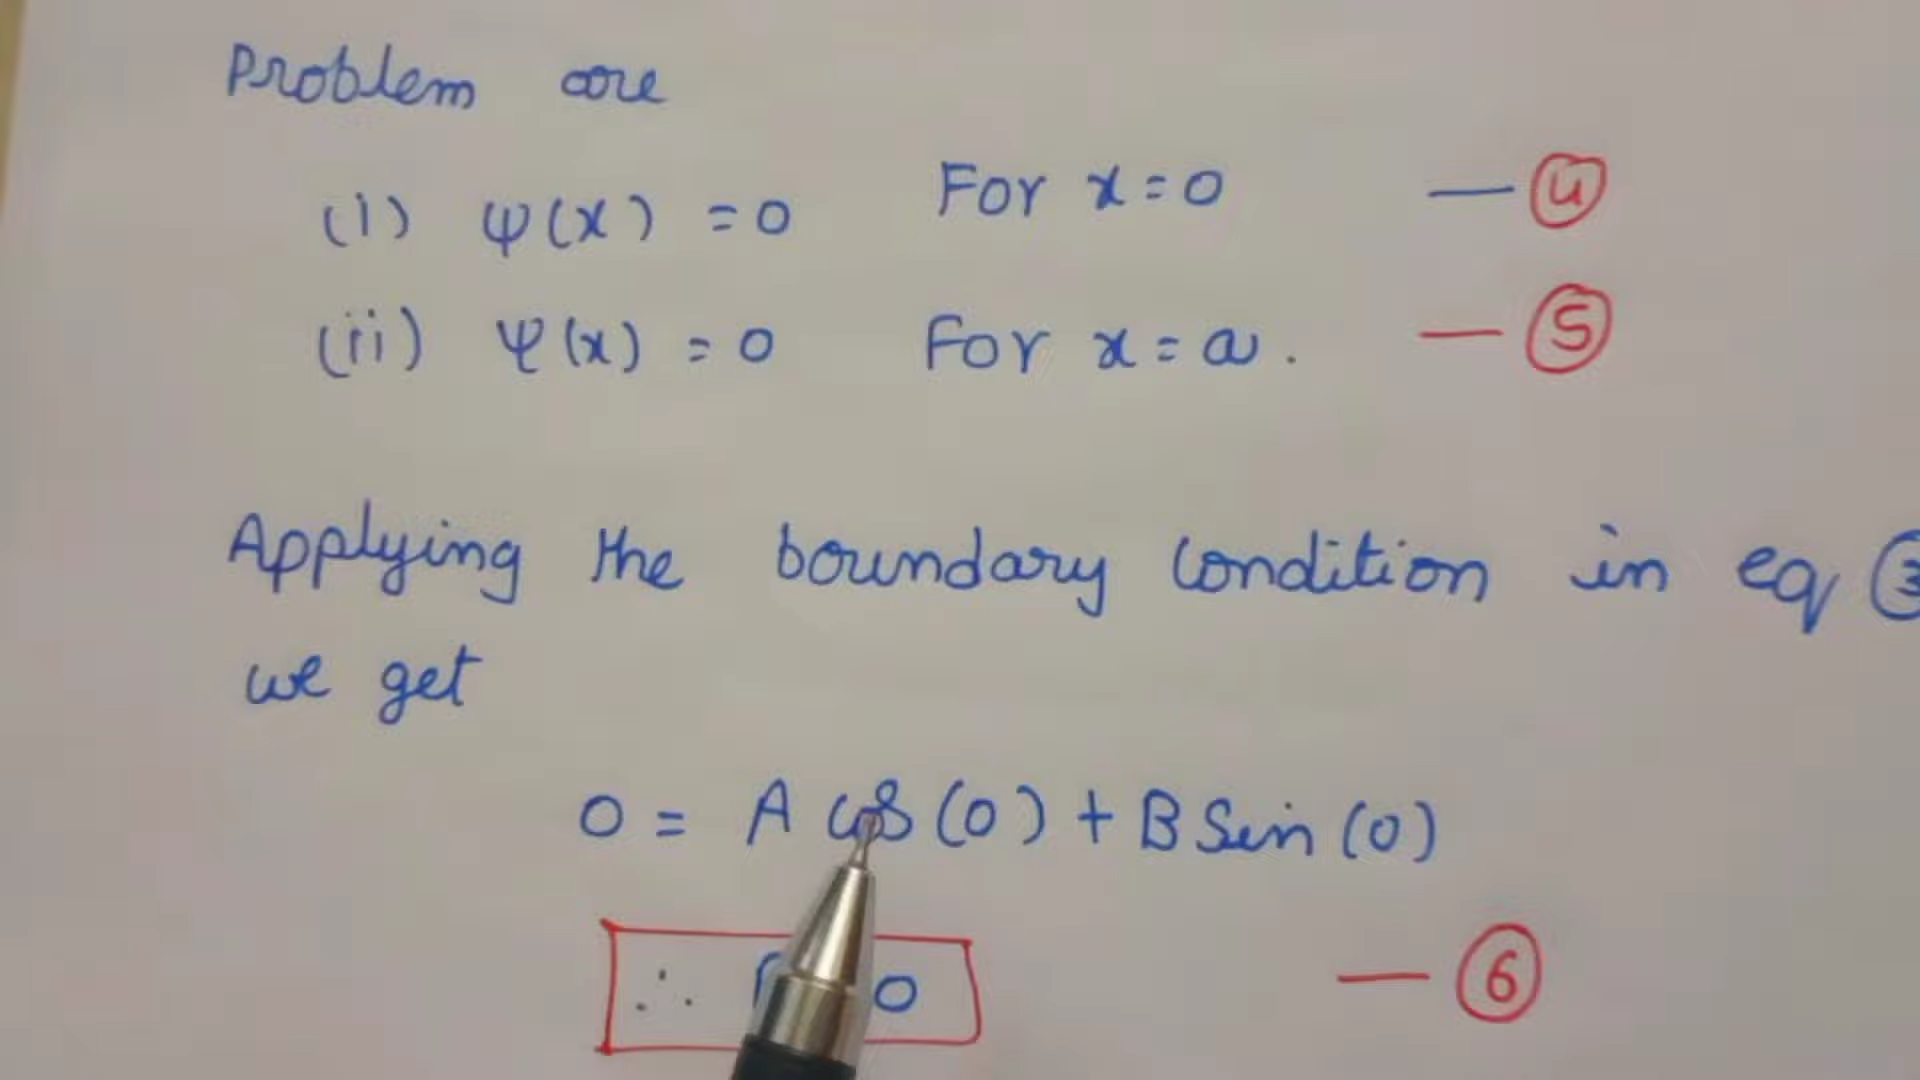 Problem are
(i) ψ(x) = 0 For x = 0 — 4
(ii) ψ(x) = 0 For x = a. — 5
Applying the boundary condition in eq 3
we get
0 = A cos(0) + B Sin(0)
∴ 0 — 6